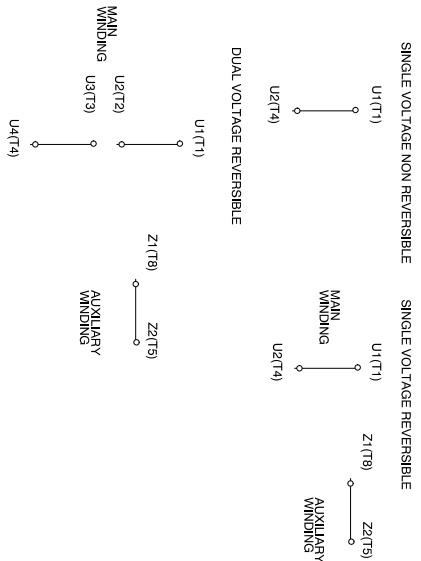 SINGLE VOLTAGE NON REVERSIBLE
U1(T1)
U2(T4)
SINGLE VOLTAGE REVERSIBLE
U1(T1)
MAIN
WINDING
U2(T4)
Z1(T8)
Z2(T5)
AUXILIARY
WINDING
DUAL VOLTAGE REVERSIBLE
U1(T1)
MAIN
WINDING
U2(T2)
U3(T3)
U4(T4)
Z1(T8)
Z2(T5)
AUXILIARY
WINDING